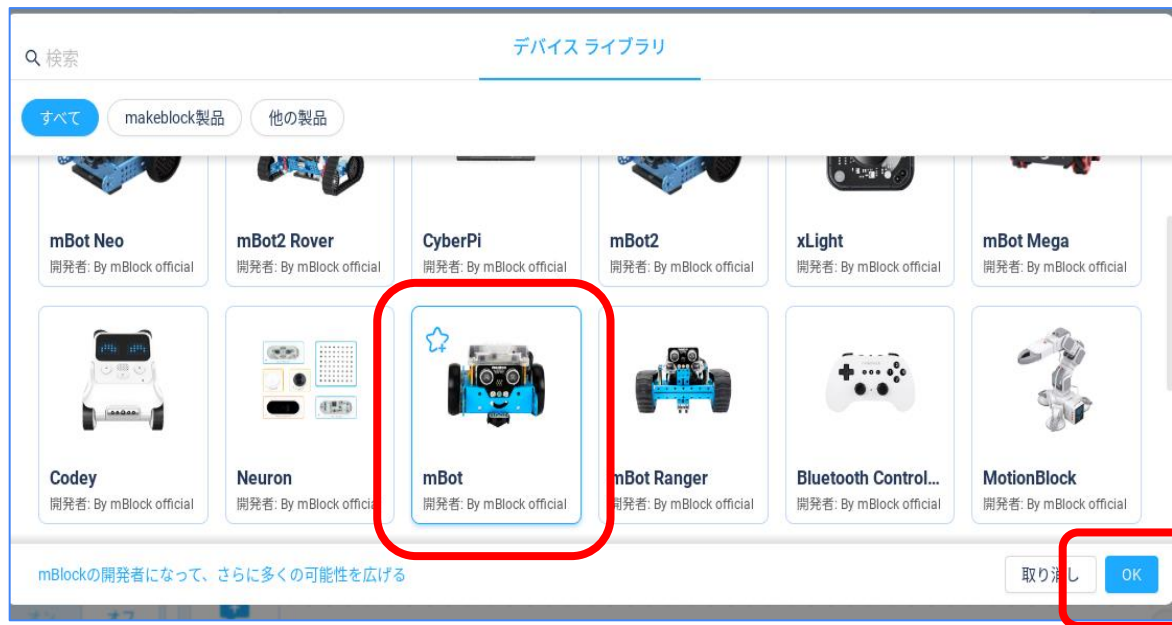 検索
デバイス ライブラリ
すべて
makeblock製品
他の製品
mBot Neo
開発者: By mBlock official
mBot2 Rover
開発者: By mBlock official
CyberPi
開発者: By mBlock official
mBot2
開発者: By mBlock official
xLight
開発者: By mBlock official
mBot Mega
開発者: By mBlock official
Codey
開発者: By mBlock official
Neuron
開発者: By mBlock official
mBot
開発者: By mBlock official
mBot Ranger
開発者: By mBlock official
Bluetooth Control...
開発者: By mBlock official
MotionBlock
開発者: By mBlock official
mBlockの開発者になって、さらに多くの可能性を広げる
取り消し
OK